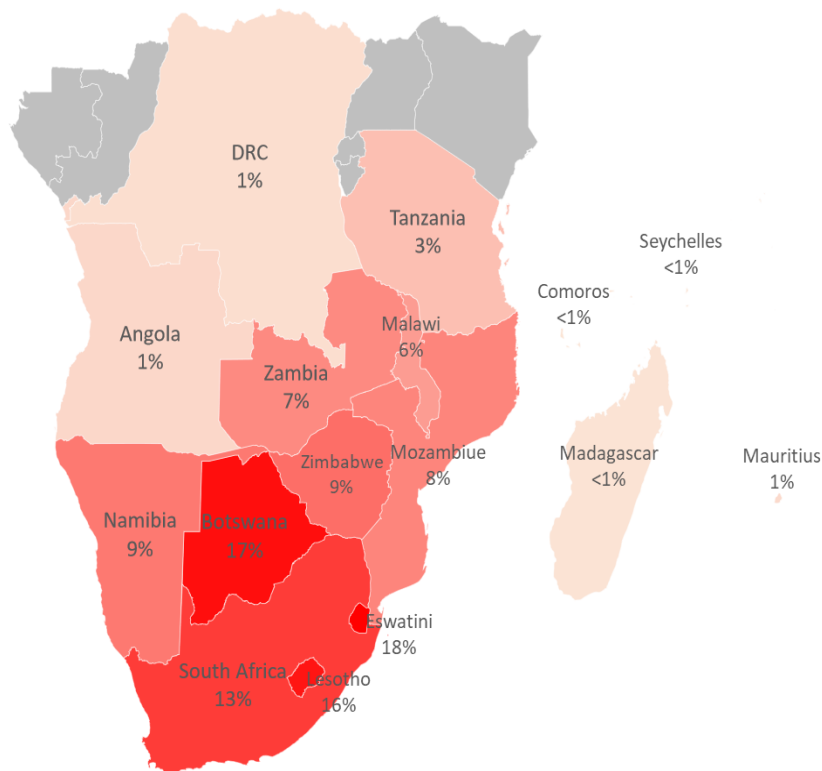 DRC
1%
Tanzania
3%
Seychelles
<1%
Comoros
<1%
Angola
1%
Malawi
6%
Zambia
7%
Mozambiue
8%
Zimbabwe
9%
Madagascar
<1%
Mauritius
1%
Namibia
9%
Botswana
17%
Eswatini
18%
South Africa
13%
Lesotho
16%